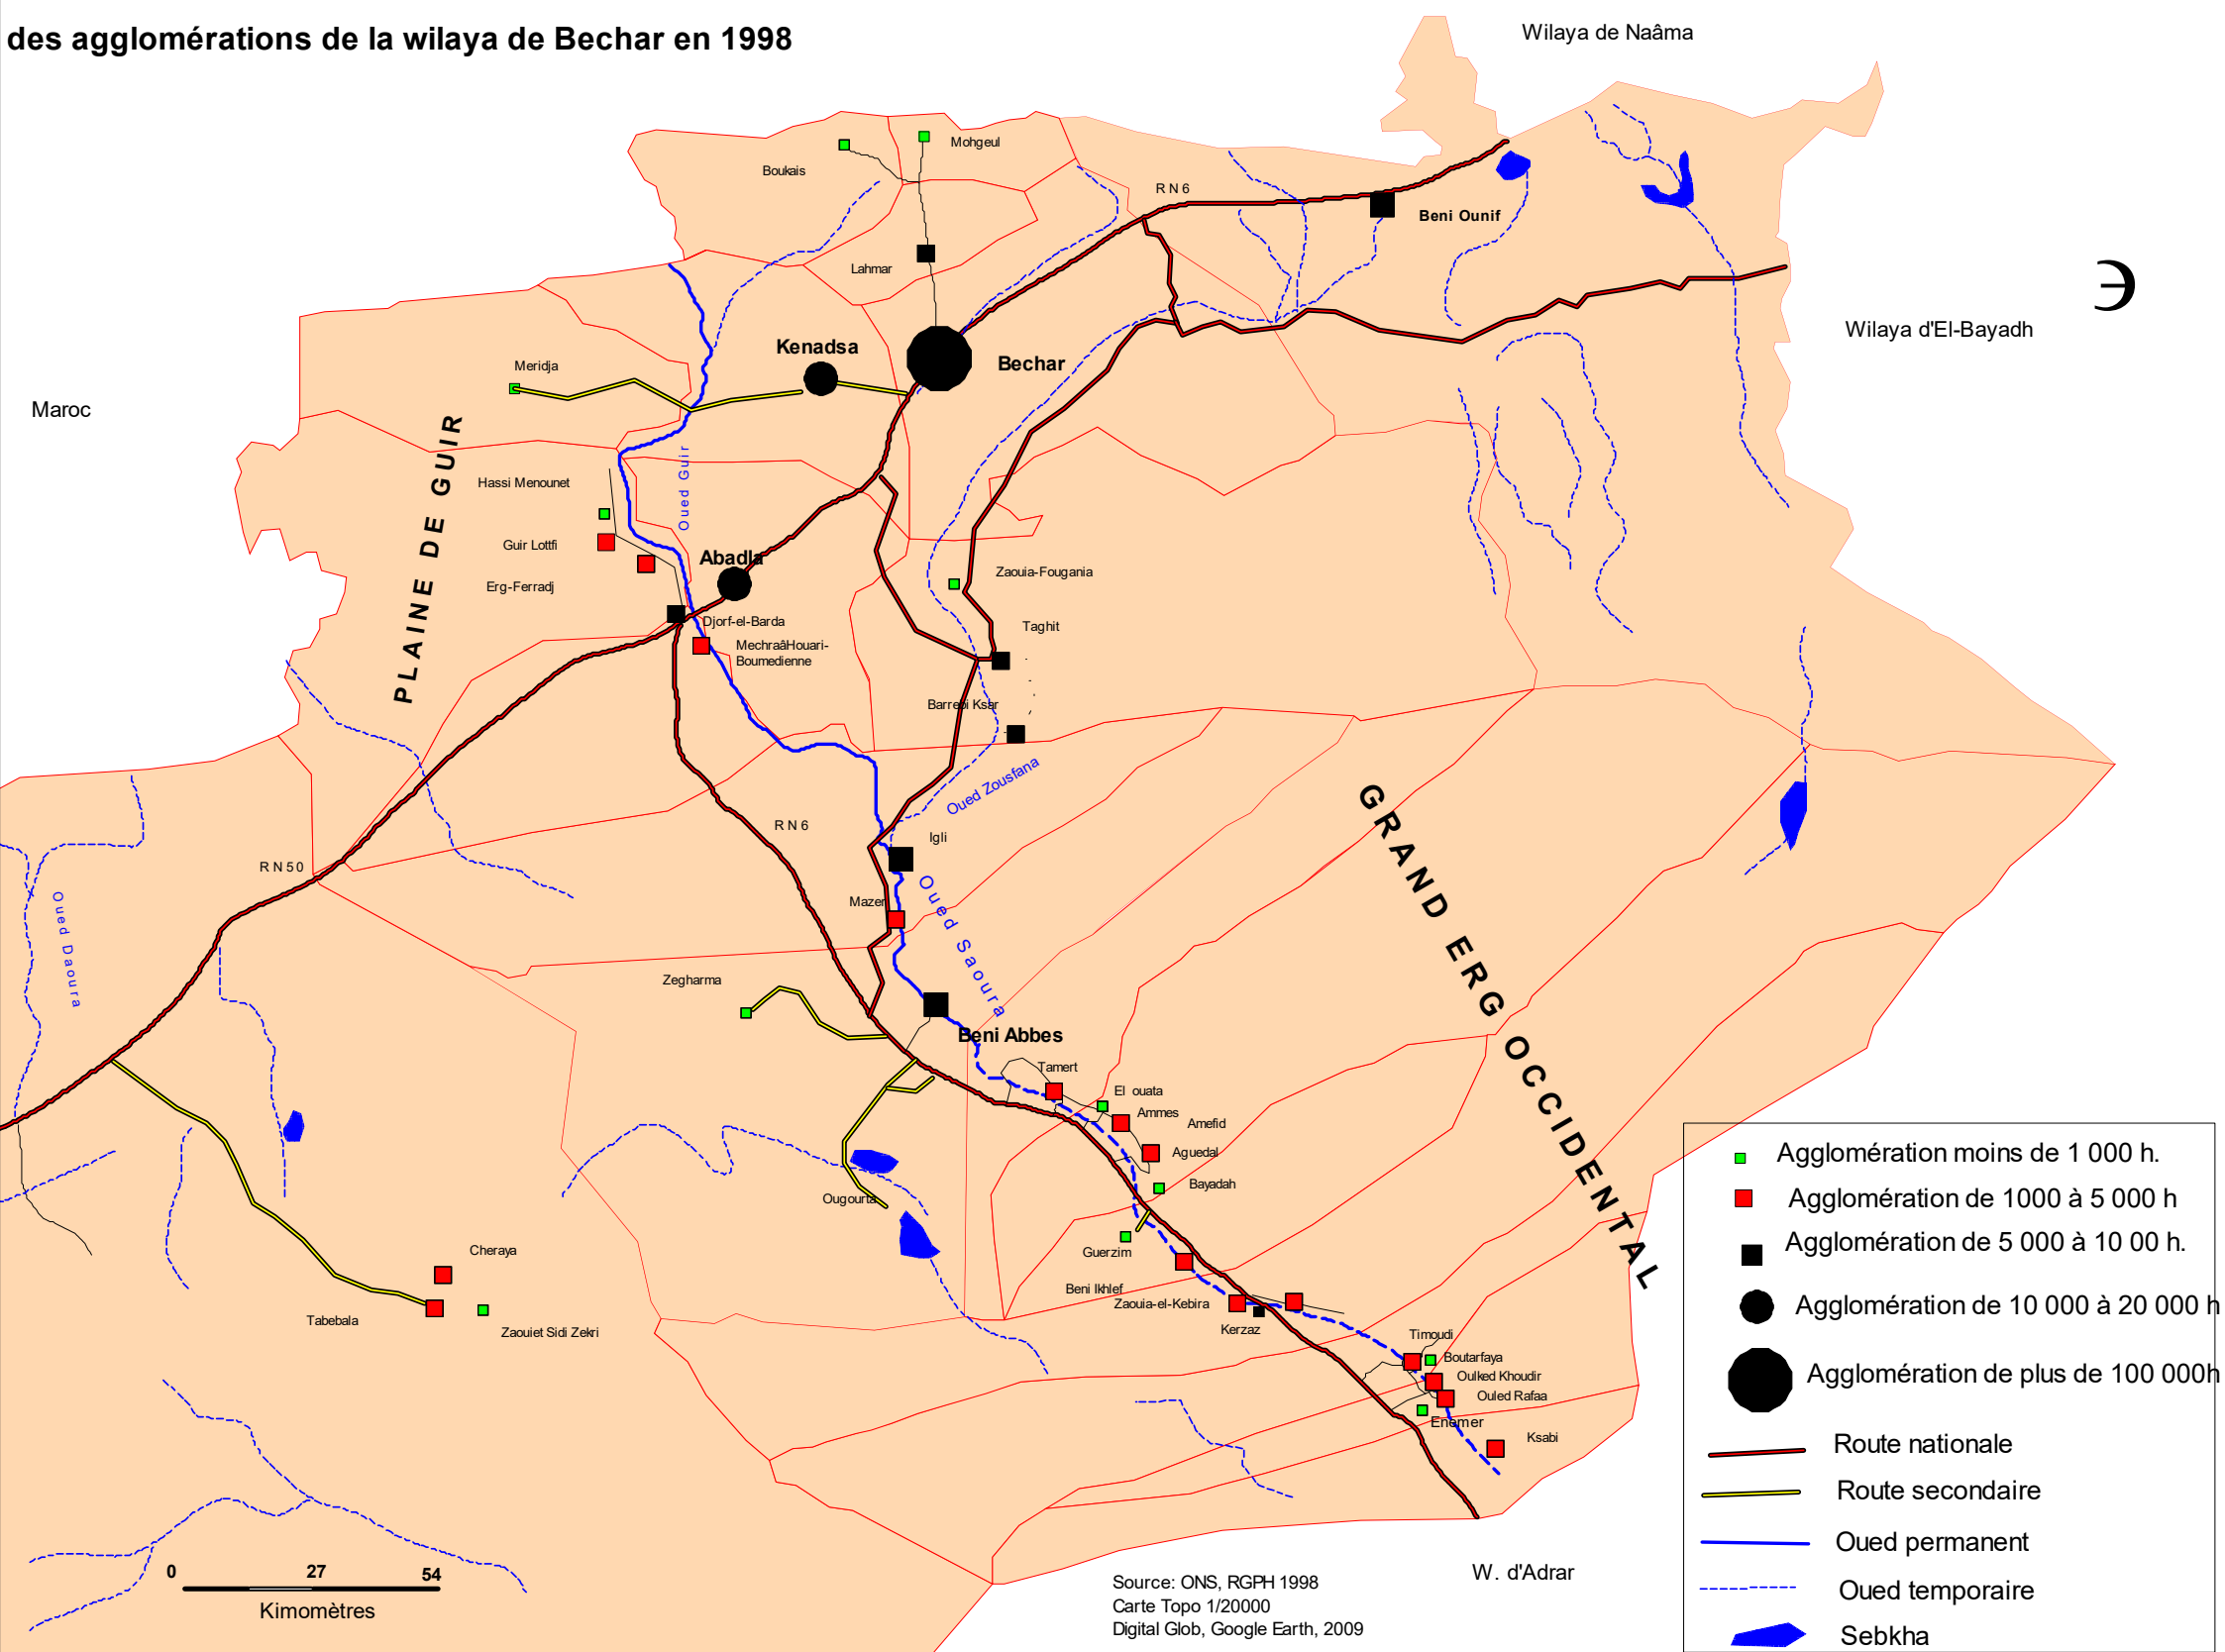 des agglomérations de la wilaya de Bechar en 1998
Wilaya de Naâma
Mohgeul
Boukais
RN6
Beni Ounif
Lahmar
Wilaya d'El-Bayadh
Kenadsa
Bechar
Meridja
Maroc
PLAINE DE GUIR
Oued Guir
Hassi Menounet
Guir Lottfi
Abadla
Erg-Ferradj
Zaouia-Fougania
Djorf-el-Barda
Taghit
MechraâHouari-
Boumedienne
Barrebi Ksar
Oued Zousfana
GRAND ERG OCCIDENTAL
RN6
Igli
RN50
Oued Daoura
Mazer
Oued Saoura
Zegharma
Beni Abbes
Tamert
El ouata
Ammes
Amefid
Aguedal
Bayadah
Ougourta
Guerzim
Cheraya
Beni Ikhlef
Zaouia-el-Kebira
Tabebala
Zaouiet Sidi Zekri
Kerzaz
Timoudi
Boutarfaya
Oulked Khoudir
Ouled Rafaa
Enemer
Ksabi
Agglomération moins de 1 000 h.
Agglomération de 1000 à 5 000 h
Agglomération de 5 000 à 10 00 h.
Agglomération de 10 000 à 20 000 h
Agglomération de plus de 100 000h
Route nationale
Route secondaire
Oued permanent
Oued temporaire
Sebkha
0 27 54
Kimomètres
W. d'Adrar
Source: ONS, RGPH 1998
Carte Topo 1/20000
Digital Glob, Google Earth, 2009